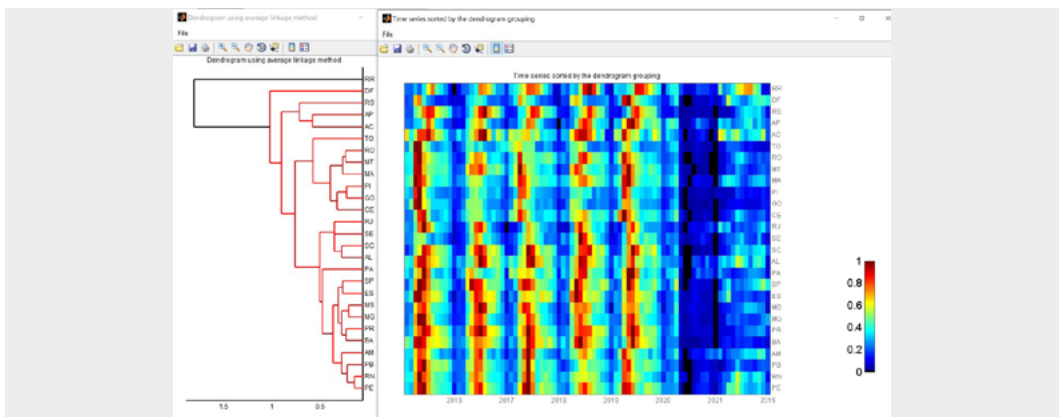 Dendrogram using average linkage method
File
Dendrogram using average linkage method
RR
DF
RS
AP
AC
TO
RO
MT
MA
PI
GO
CE
RJ
SE
SC
AL
PA
SP
ES
MS
MG
PR
BA
AM
PB
RN
PE
1.5 1 0.5
Time series sorted by the dendrogram grouping
File
Time series sorted by the dendrogram grouping
RR
DF
RS
AP
AC
TO
RO
MT
MA
PI
GO
CE
RJ
SE
SC
AL
PA
SP
ES
MS
MG
PR
BA
AM
PB
RN
PE
2016 2017 2018 2019 2020 2021 2015
1
0.8
0.6
0.4
0.2
0